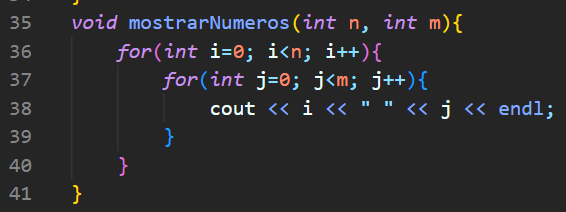 35 void mostrarNumeros(int n, int m){
36 for(int i=0; i<n; i++){
37 for(int j=0; j<m; j++){
38 cout << i << " " << j << endl;
39 }
40 }
41 }